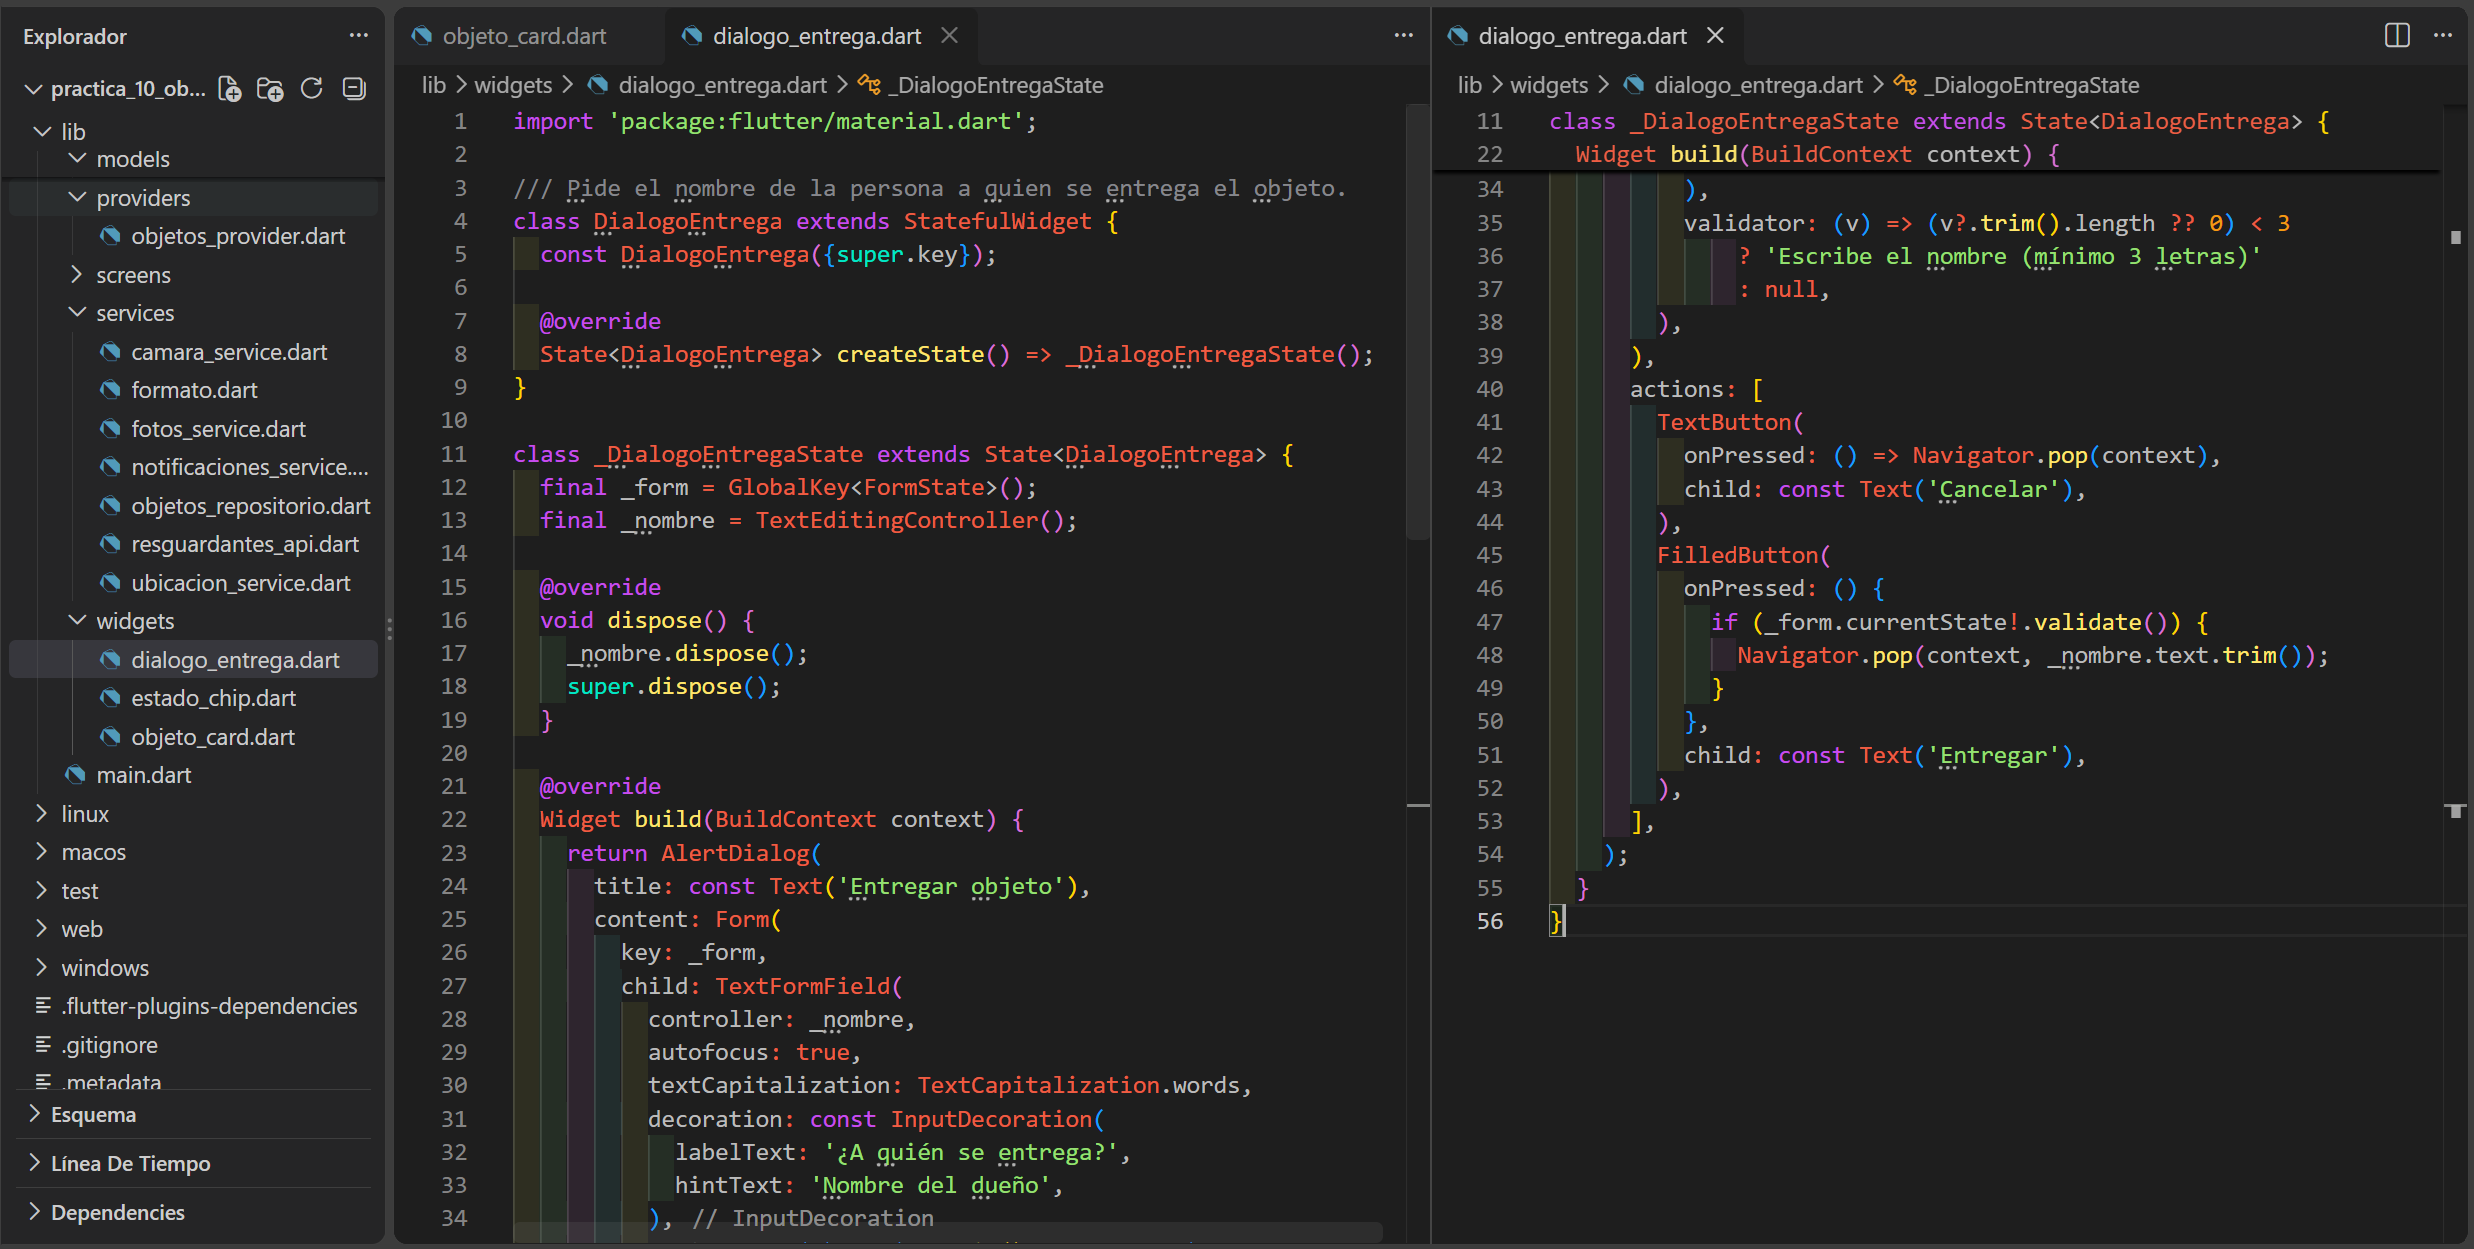 Explorador
practica_10_ob...
lib
models
providers
objetos_provider.dart
screens
services
camara_service.dart
formato.dart
fotos_service.dart
notificaciones_service....
objetos_repositorio.dart
resguardantes_api.dart
ubicacion_service.dart
widgets
dialogo_entrega.dart
estado_chip.dart
objeto_card.dart
main.dart
linux
macos
test
web
windows
.flutter-plugins-dependencies
.gitignore
.metadata
Esquema
Línea De Tiempo
Dependencies
objeto_card.dart
dialogo_entrega.dart
lib > widgets > dialogo_entrega.dart > _DialogoEntregaState
1 import 'package:flutter/material.dart';
2
3 /// Pide el nombre de la persona a quien se entrega el objeto.
4 class DialogoEntrega extends StatefulWidget {
5   const DialogoEntrega({super.key});
6
7   @override
8   State<DialogoEntrega> createState() => _DialogoEntregaState();
9 }
10
11 class _DialogoEntregaState extends State<DialogoEntrega> {
12   final _form = GlobalKey<FormState>();
13   final _nombre = TextEditingController();
14
15   @override
16   void dispose() {
17     _nombre.dispose();
18     super.dispose();
19   }
20
21   @override
22   Widget build(BuildContext context) {
23     return AlertDialog(
24       title: const Text('Entregar objeto'),
25       content: Form(
26         key: _form,
27         child: TextFormField(
28           controller: _nombre,
29           autofocus: true,
30           textCapitalization: TextCapitalization.words,
31           decoration: const InputDecoration(
32             labelText: '¿A quién se entrega?',
33             hintText: 'Nombre del dueño',
34           ), // InputDecoration
dialogo_entrega.dart
lib > widgets > dialogo_entrega.dart > _DialogoEntregaState
11 class _DialogoEntregaState extends State<DialogoEntrega> {
22   Widget build(BuildContext context) {
34           ),
35           validator: (v) => (v?.trim().length ?? 0) < 3
36               ? 'Escribe el nombre (mínimo 3 letras)'
37               : null,
38         ),
39       ),
40       actions: [
41         TextButton(
42           onPressed: () => Navigator.pop(context),
43           child: const Text('Cancelar'),
44         ),
45         FilledButton(
46           onPressed: () {
47             if (_form.currentState!.validate()) {
48               Navigator.pop(context, _nombre.text.trim());
49             }
50           },
51           child: const Text('Entregar'),
52         ),
53       ],
54     );
55   }
56 }